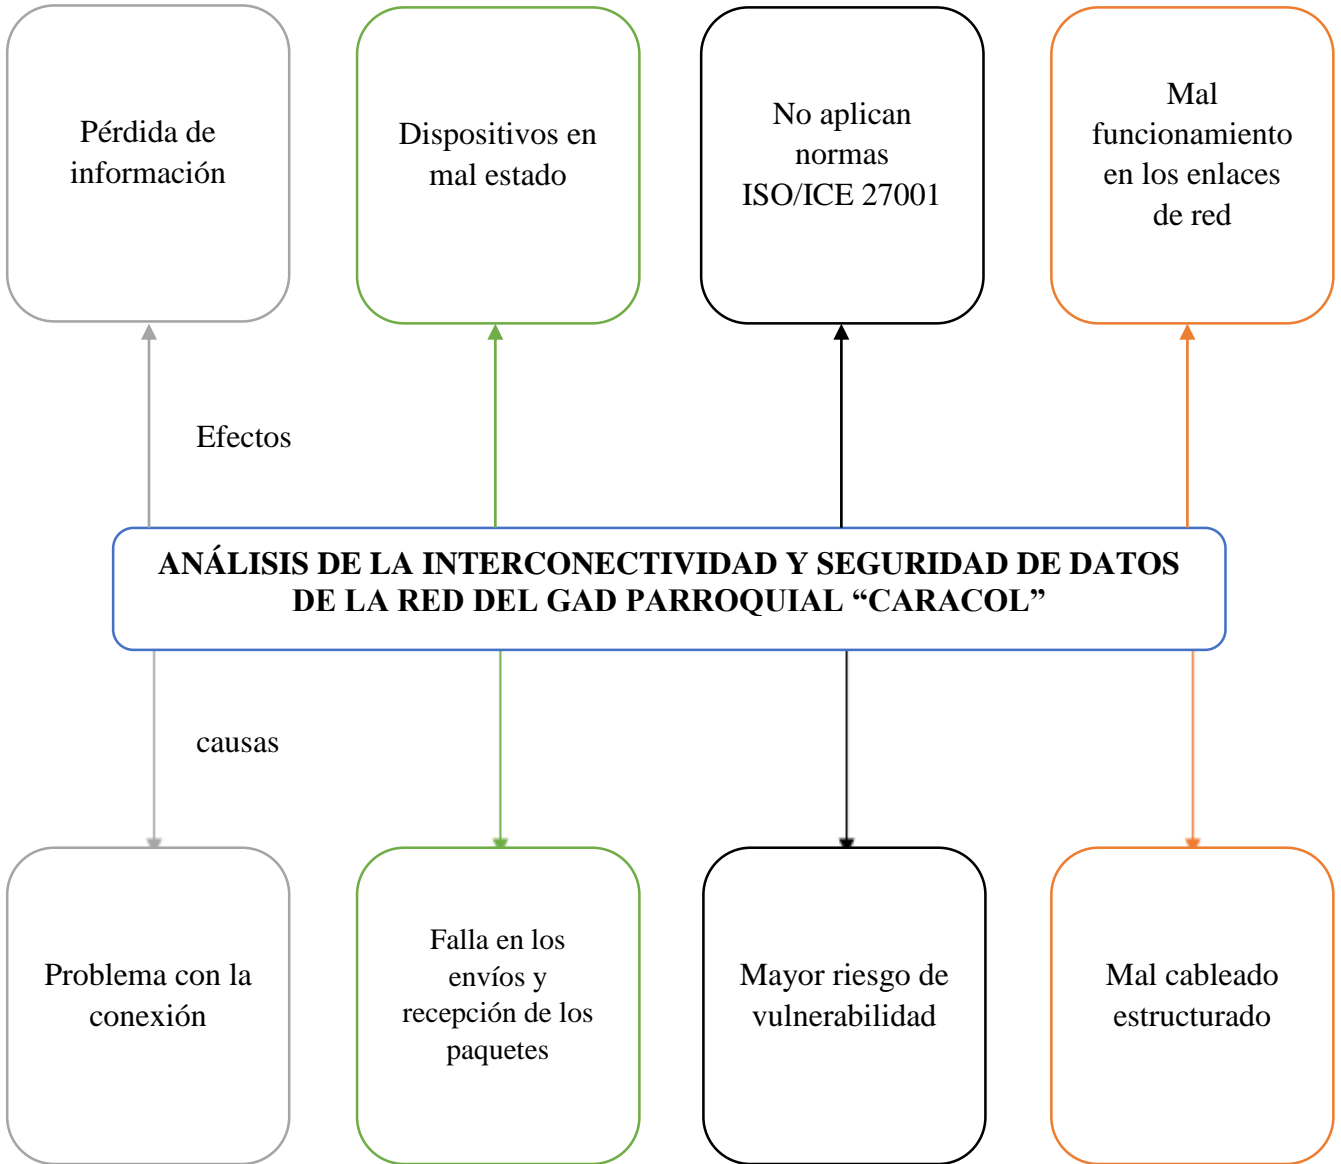 Pérdida de
información
Dispositivos en
mal estado
No aplican
normas
ISO/ICE 27001
Mal
funcionamiento
en los enlaces
de red
Efectos
ANÁLISIS DE LA INTERCONECTIVIDAD Y SEGURIDAD DE DATOS
DE LA RED DEL GAD PARROQUIAL “CARACOL”
causas
Problema con la
conexión
Falla en los
envíos y
recepción de los
paquetes
Mayor riesgo de
vulnerabilidad
Mal cableado
estructurado